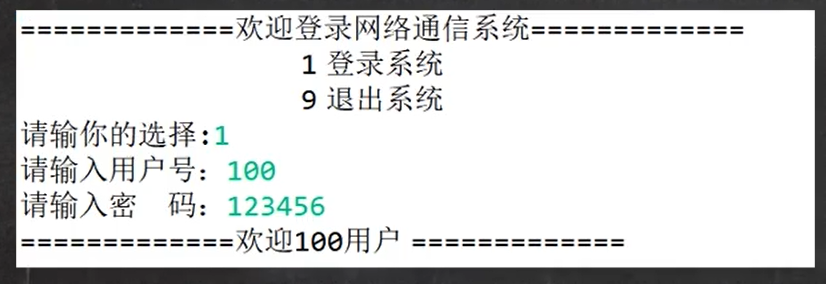 =============欢迎登录网络通信系统=============
1 登录系统
9 退出系统
请输你的选择:1
请输入用户号：100
请输入密　码：123456
=============欢迎100用户 =============